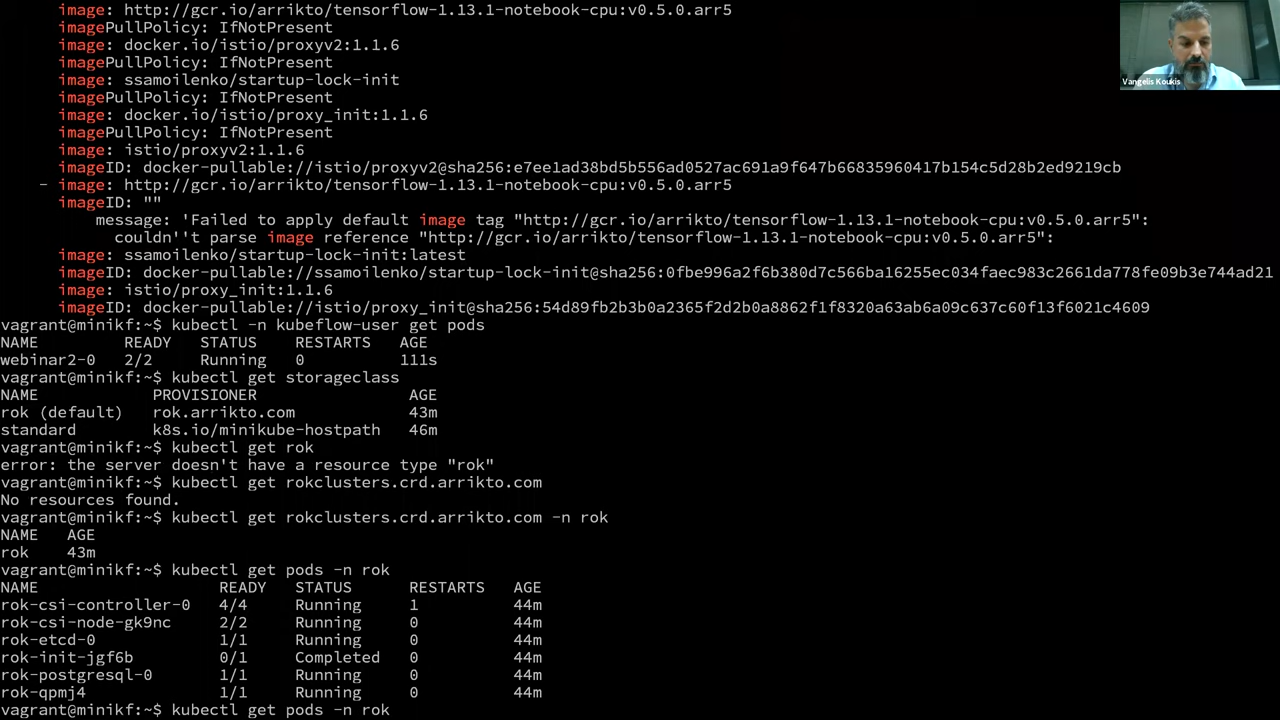 image: http://gcr.io/arrikto/tensorflow-1.13.1-notebook-cpu:v0.5.0.arr5
imagePullPolicy: IfNotPresent
image: docker.io/istio/proxyv2:1.1.6
imagePullPolicy: IfNotPresent
image: ssamoilenko/startup-lock-init
imagePullPolicy: IfNotPresent
image: docker.io/istio/proxy_init:1.1.6
imagePullPolicy: IfNotPresent
image: istio/proxyv2:1.1.6
imageID: docker-pullable://istio/proxyv2@sha256:e7ee1ad38bd5b556ad0527ac691a9f647b66835960417b154c5d28b2ed9219cb
- image: http://gcr.io/arrikto/tensorflow-1.13.1-notebook-cpu:v0.5.0.arr5
imageID: ""
message: 'Failed to apply default image tag "http://gcr.io/arrikto/tensorflow-1.13.1-notebook-cpu:v0.5.0.arr5":
couldn''t parse image reference "http://gcr.io/arrikto/tensorflow-1.13.1-notebook-cpu:v0.5.0.arr5":
image: ssamoilenko/startup-lock-init:latest
imageID: docker-pullable://ssamoilenko/startup-lock-init@sha256:0fbe996a2f6b380d7c566ba16255ec034faec983c2661da778fe09b3e744ad21
image: istio/proxy_init:1.1.6
imageID: docker-pullable://istio/proxy_init@sha256:54d89fb2b3b0a2365f2d2b0a8862f1f8320a63ab6a09c637c60f13f6021c4609
vagrant@minikf:~$ kubectl -n kubeflow-user get pods
NAME READY STATUS RESTARTS AGE
webinar2-0 2/2 Running 0 111s
vagrant@minikf:~$ kubectl get storageclass
NAME PROVISIONER AGE
rok (default) rok.arrikto.com 43m
standard k8s.io/minikube-hostpath 46m
vagrant@minikf:~$ kubectl get rok
error: the server doesn't have a resource type "rok"
vagrant@minikf:~$ kubectl get rokclusters.crd.arrikto.com
No resources found.
vagrant@minikf:~$ kubectl get rokclusters.crd.arrikto.com -n rok
NAME AGE
rok 43m
vagrant@minikf:~$ kubectl get pods -n rok
NAME READY STATUS RESTARTS AGE
rok-csi-controller-0 4/4 Running 1 44m
rok-csi-node-gk9nc 2/2 Running 0 44m
rok-etcd-0 1/1 Running 0 44m
rok-init-jgf6b 0/1 Completed 0 44m
rok-postgresql-0 1/1 Running 0 44m
rok-qpmj4 1/1 Running 0 44m
vagrant@minikf:~$ kubectl get pods -n rok
Vangelis Koukis